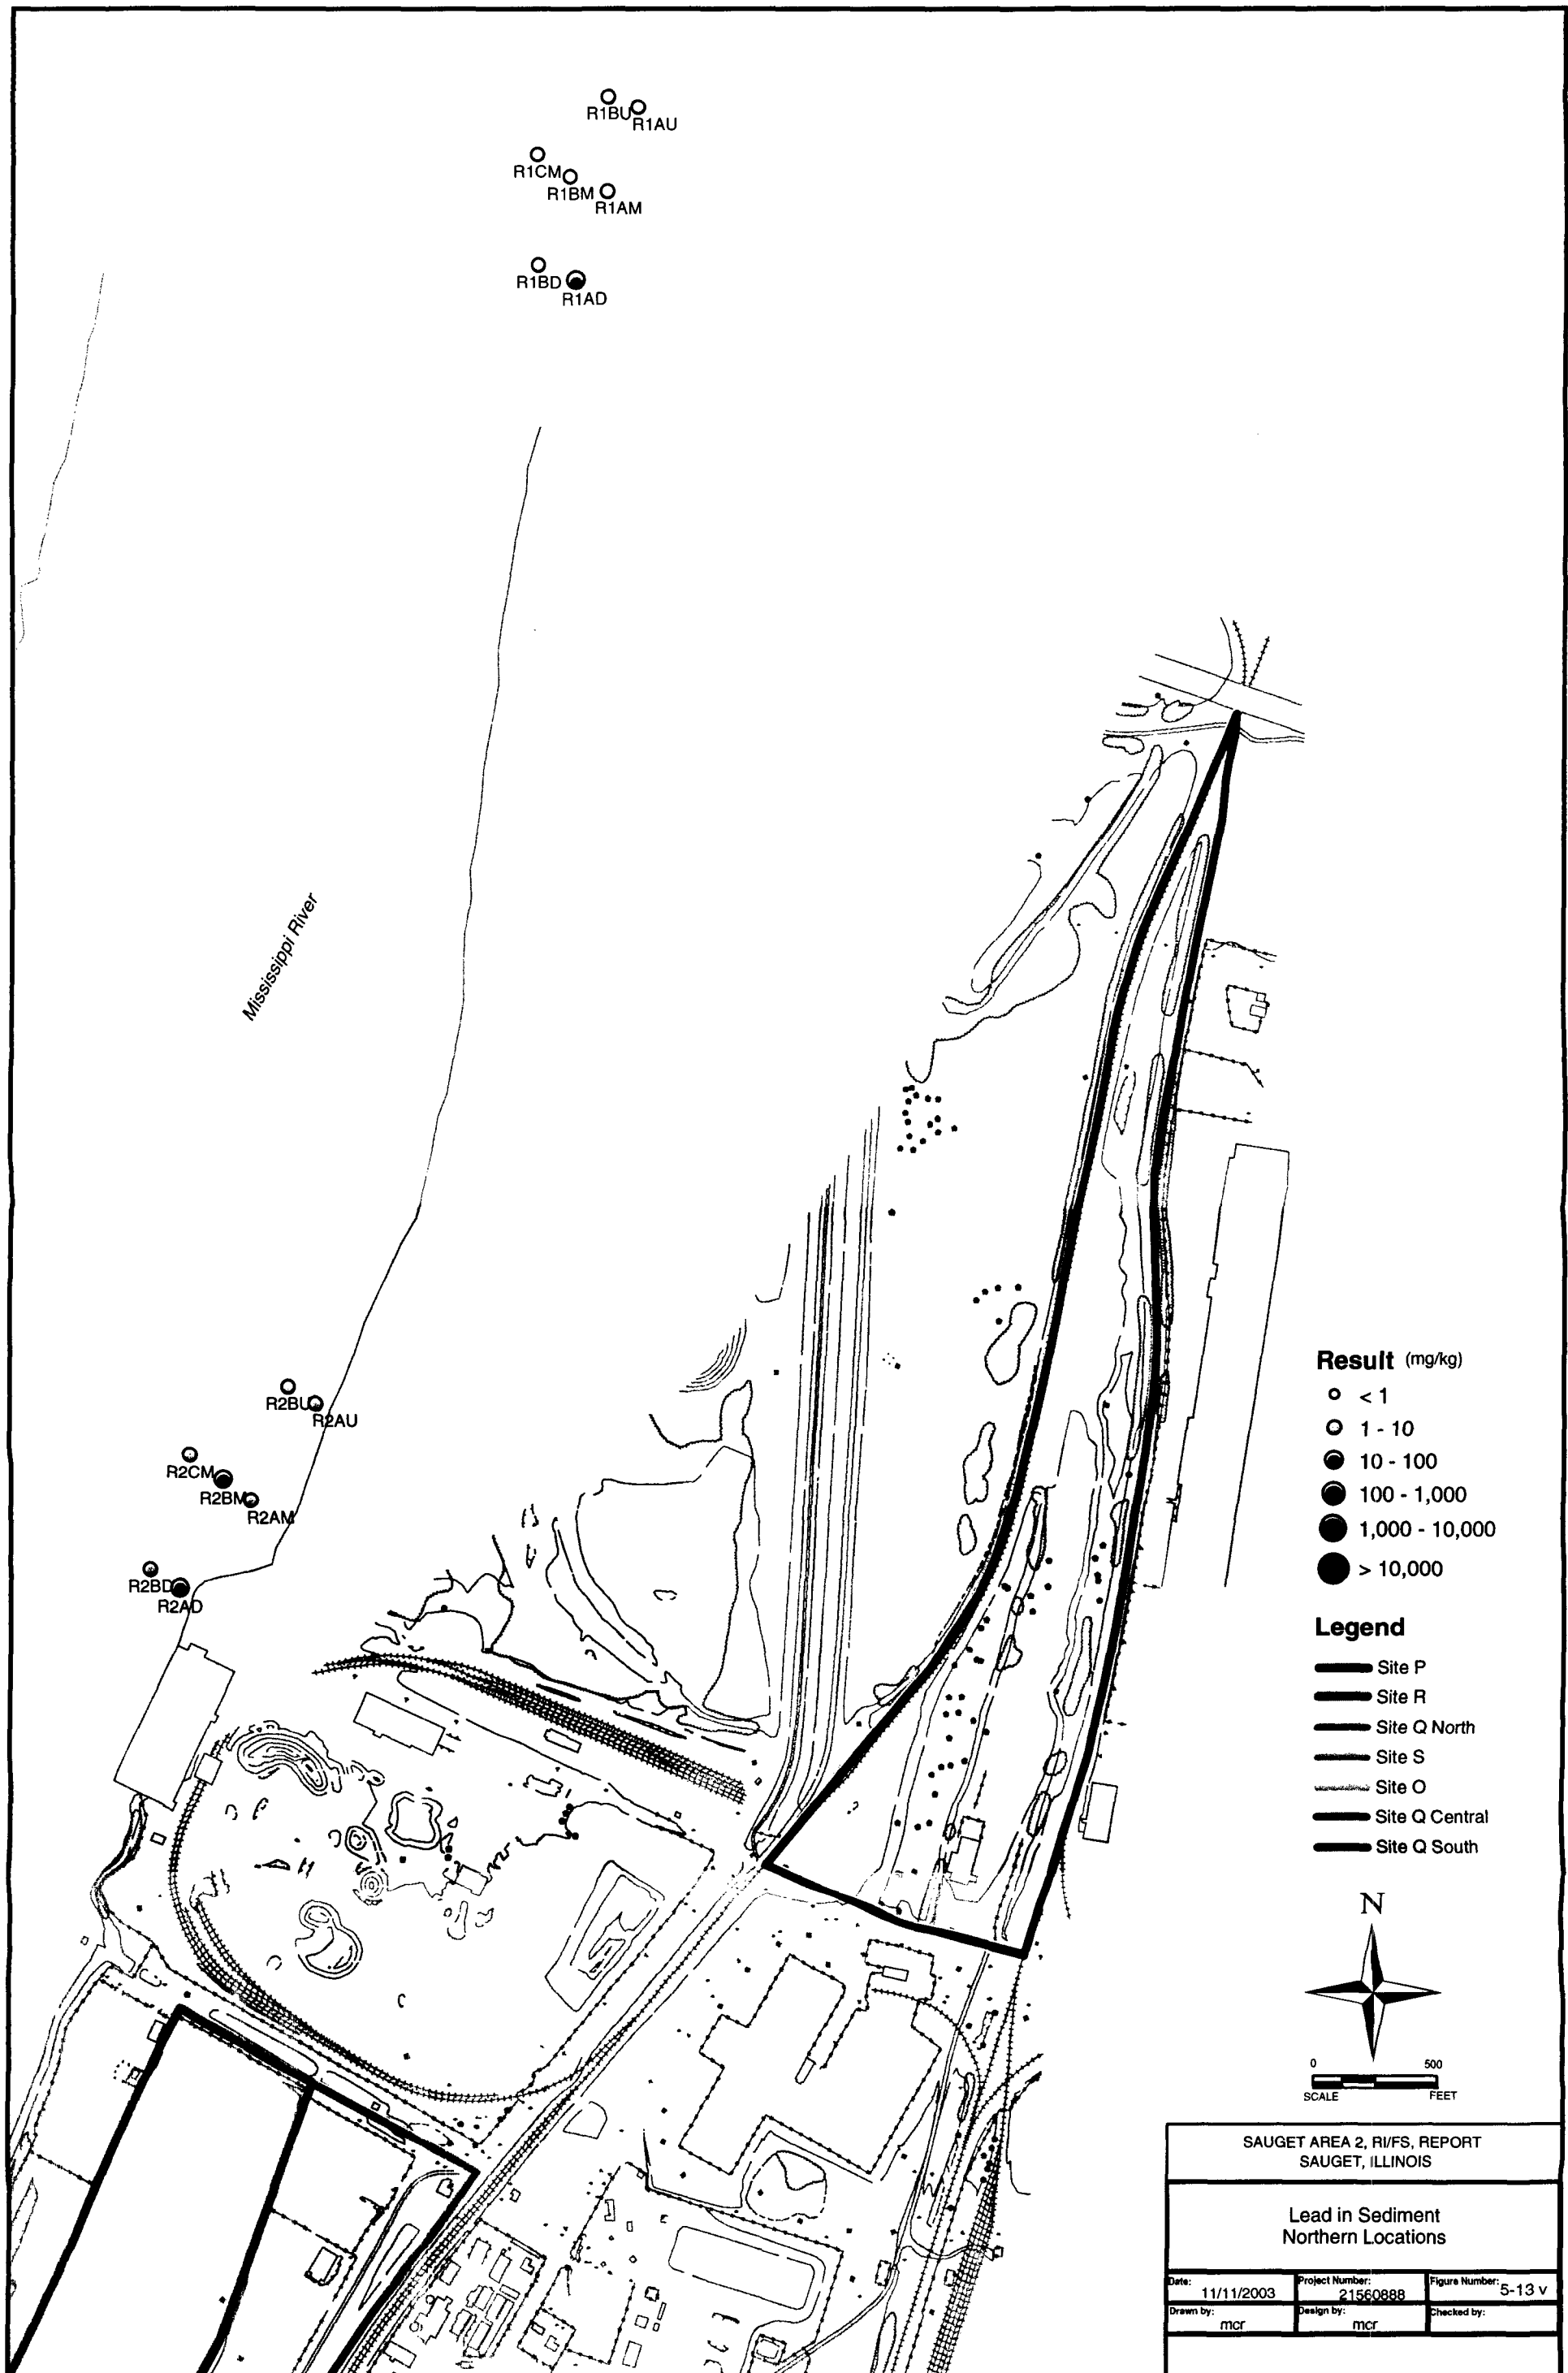 R1BU
R1AU
R1CM
R1BM
R1AM
R1BD
R1AD
Mississippi River
R2BU
R2AU
R2CM
R2BM
R2AM
R2BD
R2AD
Result (mg/kg)
< 1
1 - 10
10 - 100
100 - 1,000
1,000 - 10,000
> 10,000
Legend
Site P
Site R
Site Q North
Site S
Site O
Site Q Central
Site Q South
N
0 500
SCALE FEET
SAUGET AREA 2, RI/FS, REPORT
SAUGET, ILLINOIS
Lead in Sediment
Northern Locations
Date: 11/11/2003 Project Number: 21560888 Figure Number: 5-13 v
Drawn by: mcr Design by: mcr Checked by: